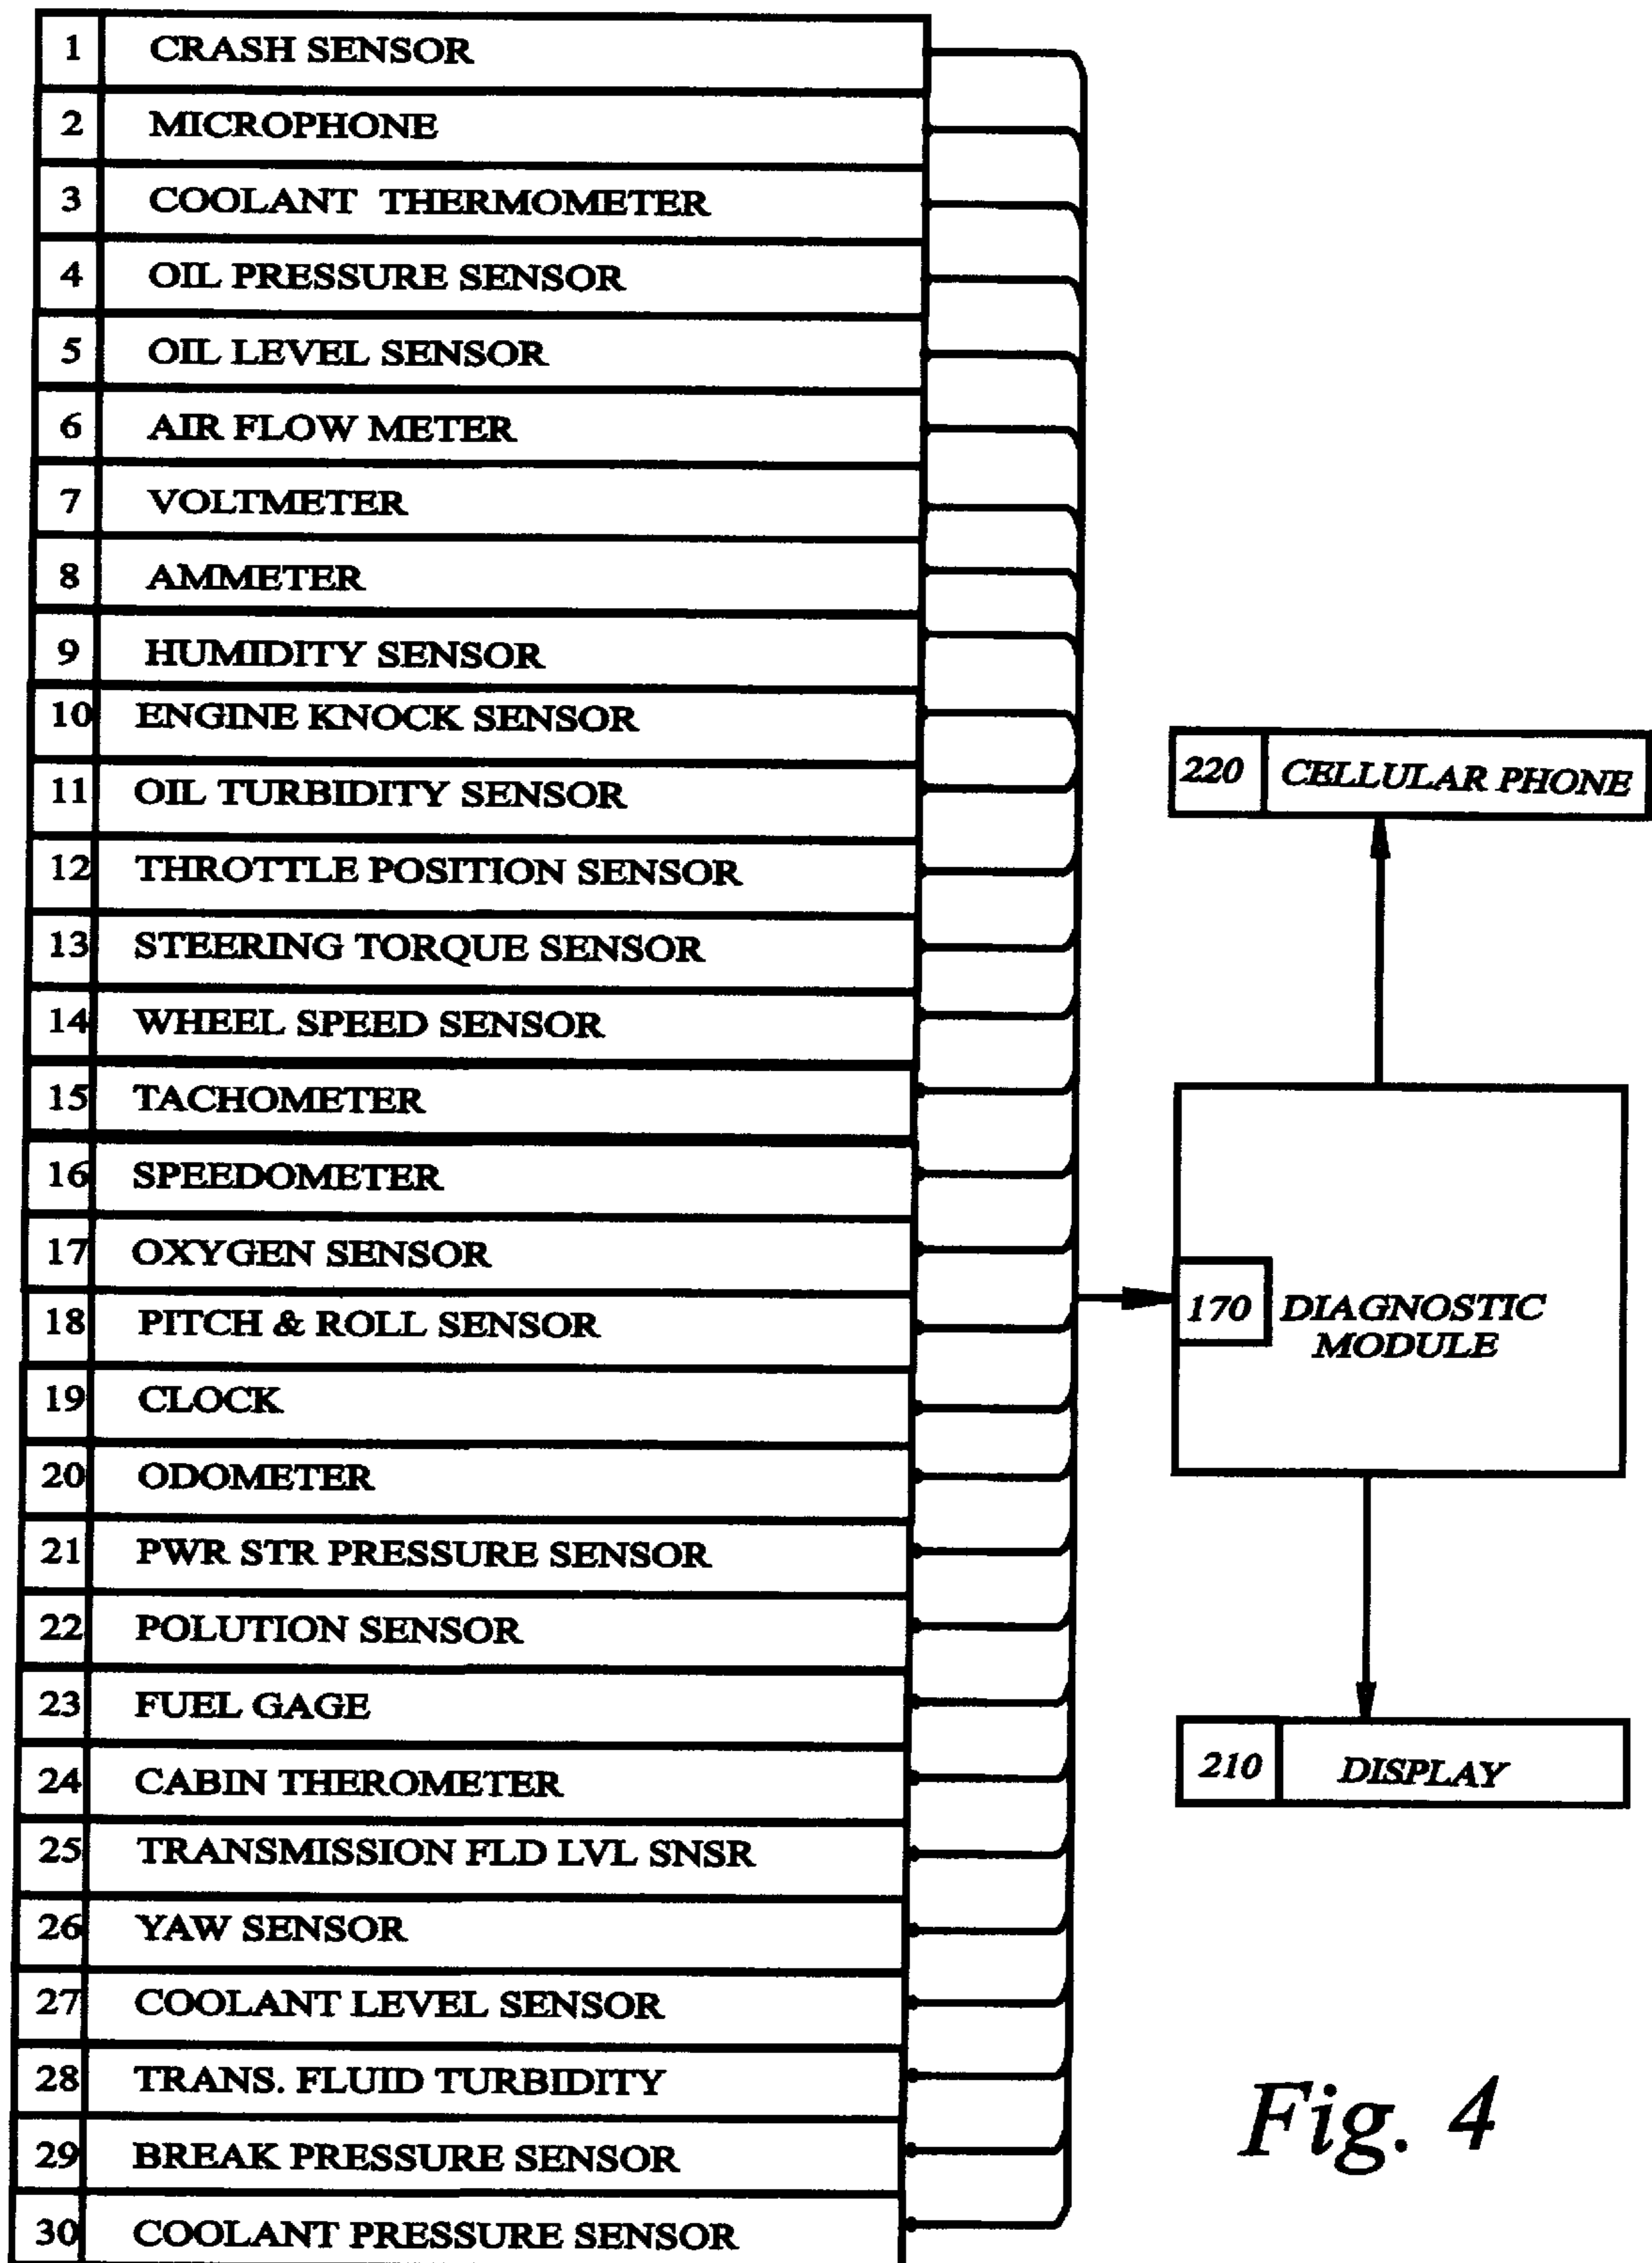 1 CRASH SENSOR
2 MICROPHONE
3 COOLANT THERMOMETER
4 OIL PRESSURE SENSOR
5 OIL LEVEL SENSOR
6 AIR FLOW METER
7 VOLTMETER
8 AMMETER
9 HUMIDITY SENSOR
10 ENGINE KNOCK SENSOR
11 OIL TURBIDITY SENSOR
12 THROTTLE POSITION SENSOR
13 STEERING TORQUE SENSOR
14 WHEEL SPEED SENSOR
15 TACHOMETER
16 SPEEDOMETER
17 OXYGEN SENSOR
18 PITCH & ROLL SENSOR
19 CLOCK
20 ODOMETER
21 PWR STR PRESSURE SENSOR
22 POLUTION SENSOR
23 FUEL GAGE
24 CABIN THEROMETER
25 TRANSMISSION FLD LVL SNSR
26 YAW SENSOR
27 COOLANT LEVEL SENSOR
28 TRANS. FLUID TURBIDITY
29 BREAK PRESSURE SENSOR
30 COOLANT PRESSURE SENSOR
220 CELLULAR PHONE
170 DIAGNOSTIC
MODULE
210 DISPLAY
Fig. 4